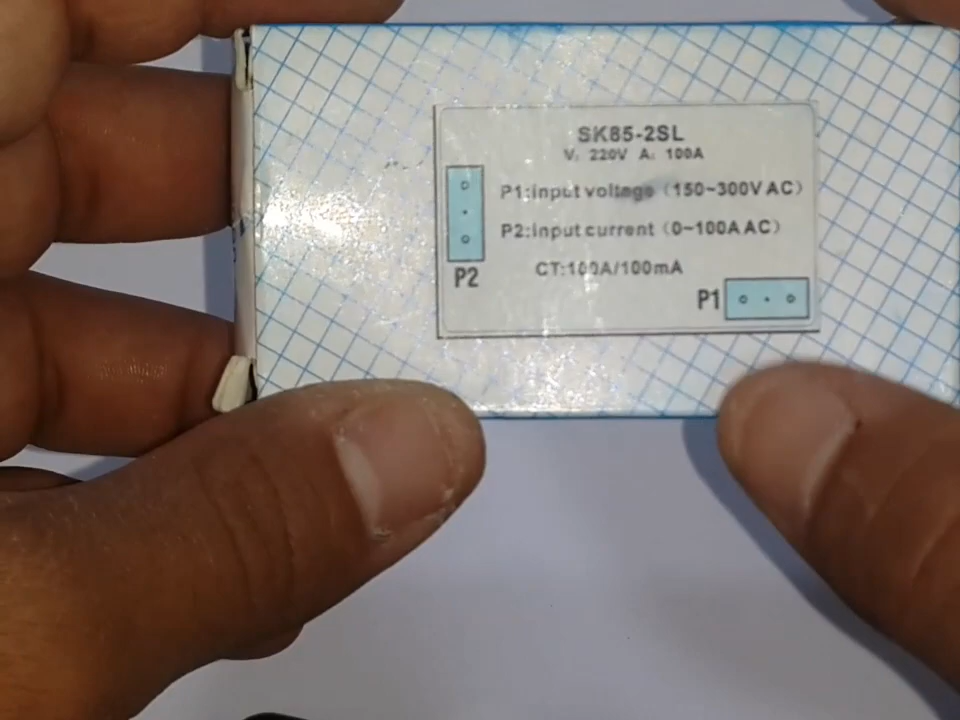 SK85-2SL
V: 220V A: 100A
P1:input voltage (150~300V AC)
P2:input current (0~100A AC)
P2
CT:100A/100mA
P1